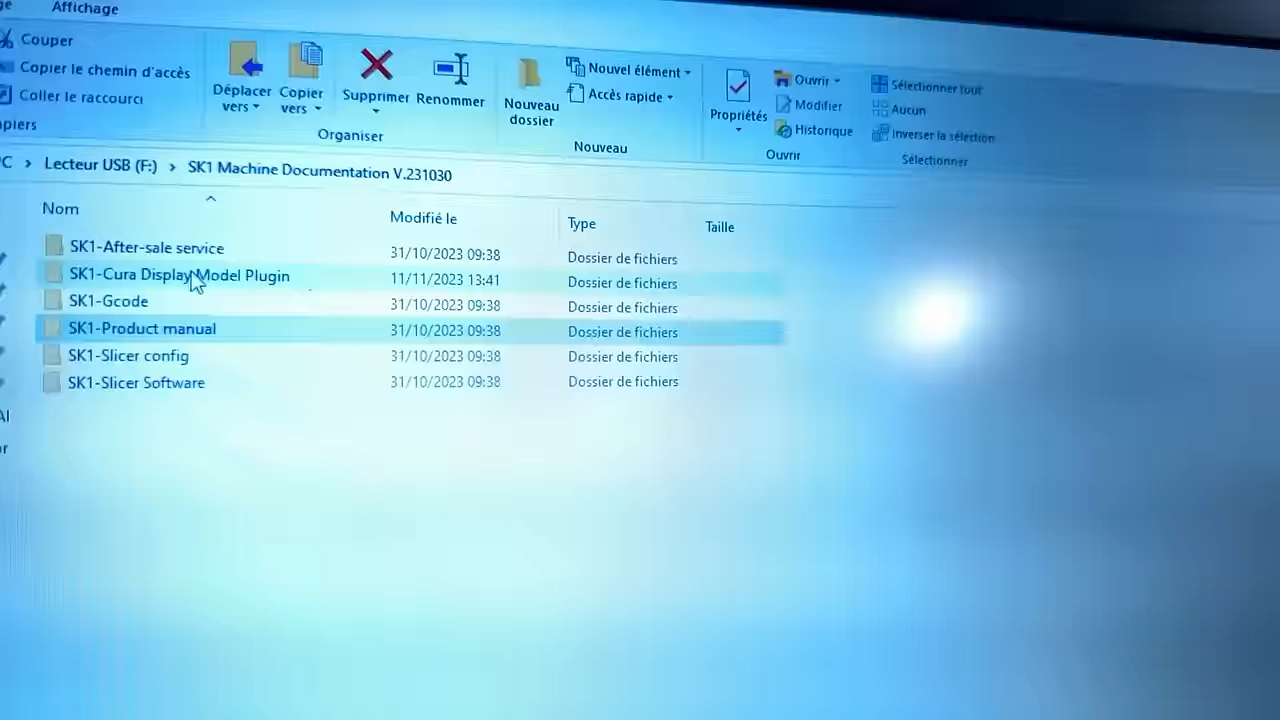 Affichage
Couper
Copier le chemin d'accès
Coller le raccourci
Déplacer vers
Copier vers
Supprimer
Renommer
Organiser
Nouveau dossier
Nouvel élément
Accès rapide
Nouveau
Propriétés
Ouvrir
Modifier
Historique
Ouvrir
Sélectionner tout
Aucun
Inverser la sélection
Sélectionner
Lecteur USB (F:) > SK1 Machine Documentation V.231030
Nom Modifié le Type Taille
SK1-After-sale service 31/10/2023 09:38 Dossier de fichiers
SK1-Cura Display Model Plugin 11/11/2023 13:41 Dossier de fichiers
SK1-Gcode 31/10/2023 09:38 Dossier de fichiers
SK1-Product manual 31/10/2023 09:38 Dossier de fichiers
SK1-Slicer config 31/10/2023 09:38 Dossier de fichiers
SK1-Slicer Software 31/10/2023 09:38 Dossier de fichiers